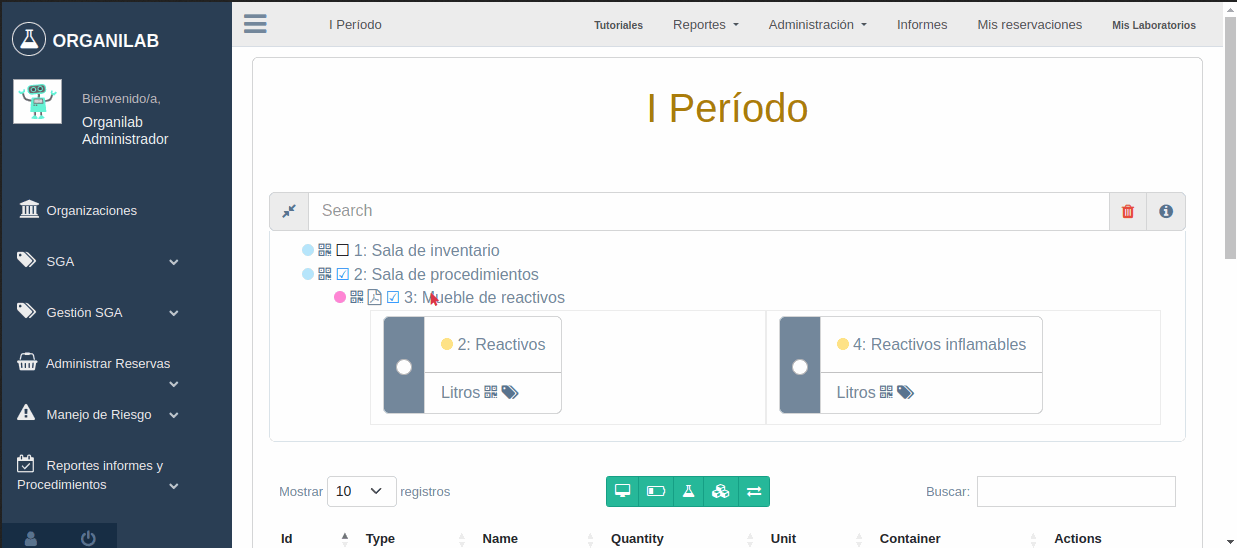 ORGANILAB
Bienvenido/a,
Organilab
Administrador
Organizaciones
SGA
Gestión SGA
Administrar Reservas
Manejo de Riesgo
Reportes informes y
Procedimientos
I Período
Tutoriales
Reportes
Administración
Informes
Mis reservaciones
Mis Laboratorios
I Período
Search
1: Sala de inventario
2: Sala de procedimientos
3: Mueble de reactivos
2: Reactivos
Litros
4: Reactivos inflamables
Litros
Mostrar 10 registros
Buscar:
Id Type Name Quantity Unit Container Actions